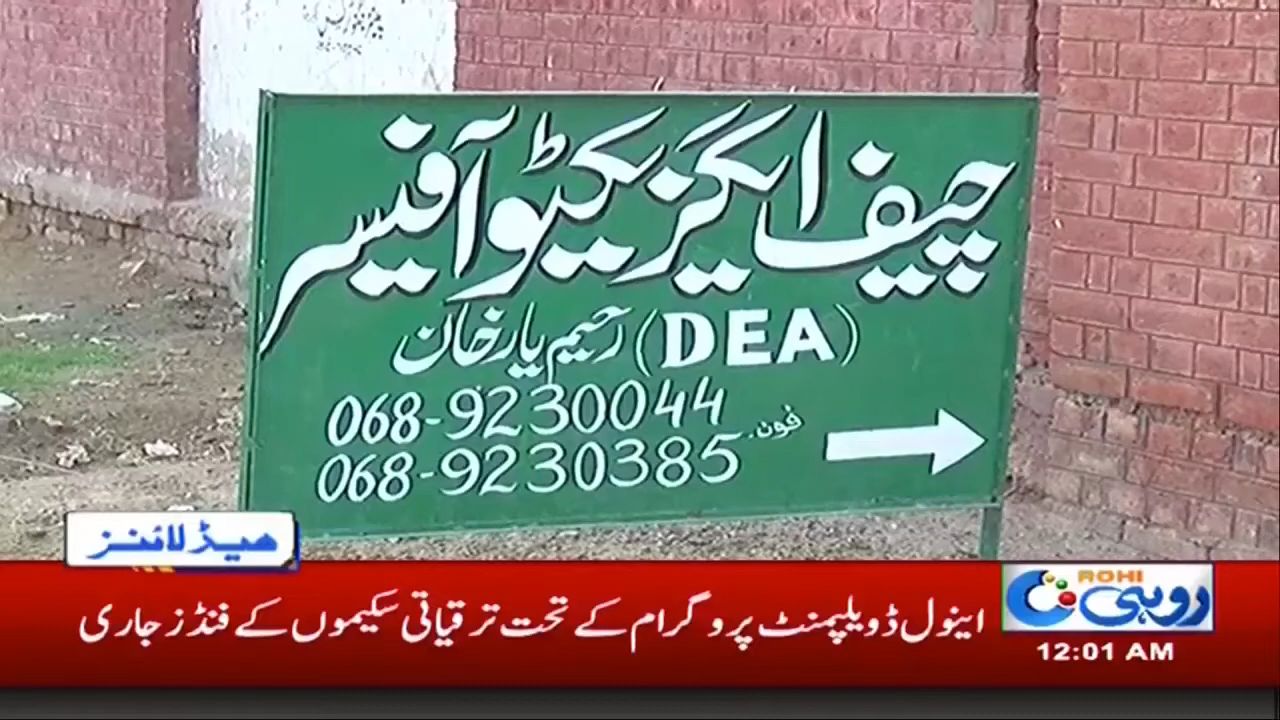 چیف ایگزیکٹو آفیسر
(DEA) رحیم یار خان
فون. 068-9230044
068-9230385
ہیڈ لائنز
ROHI
روہی
اینول ڈویلپمنٹ پروگرام کے تحت ترقیاتی سکیموں کے فنڈز جاری
12:01 AM